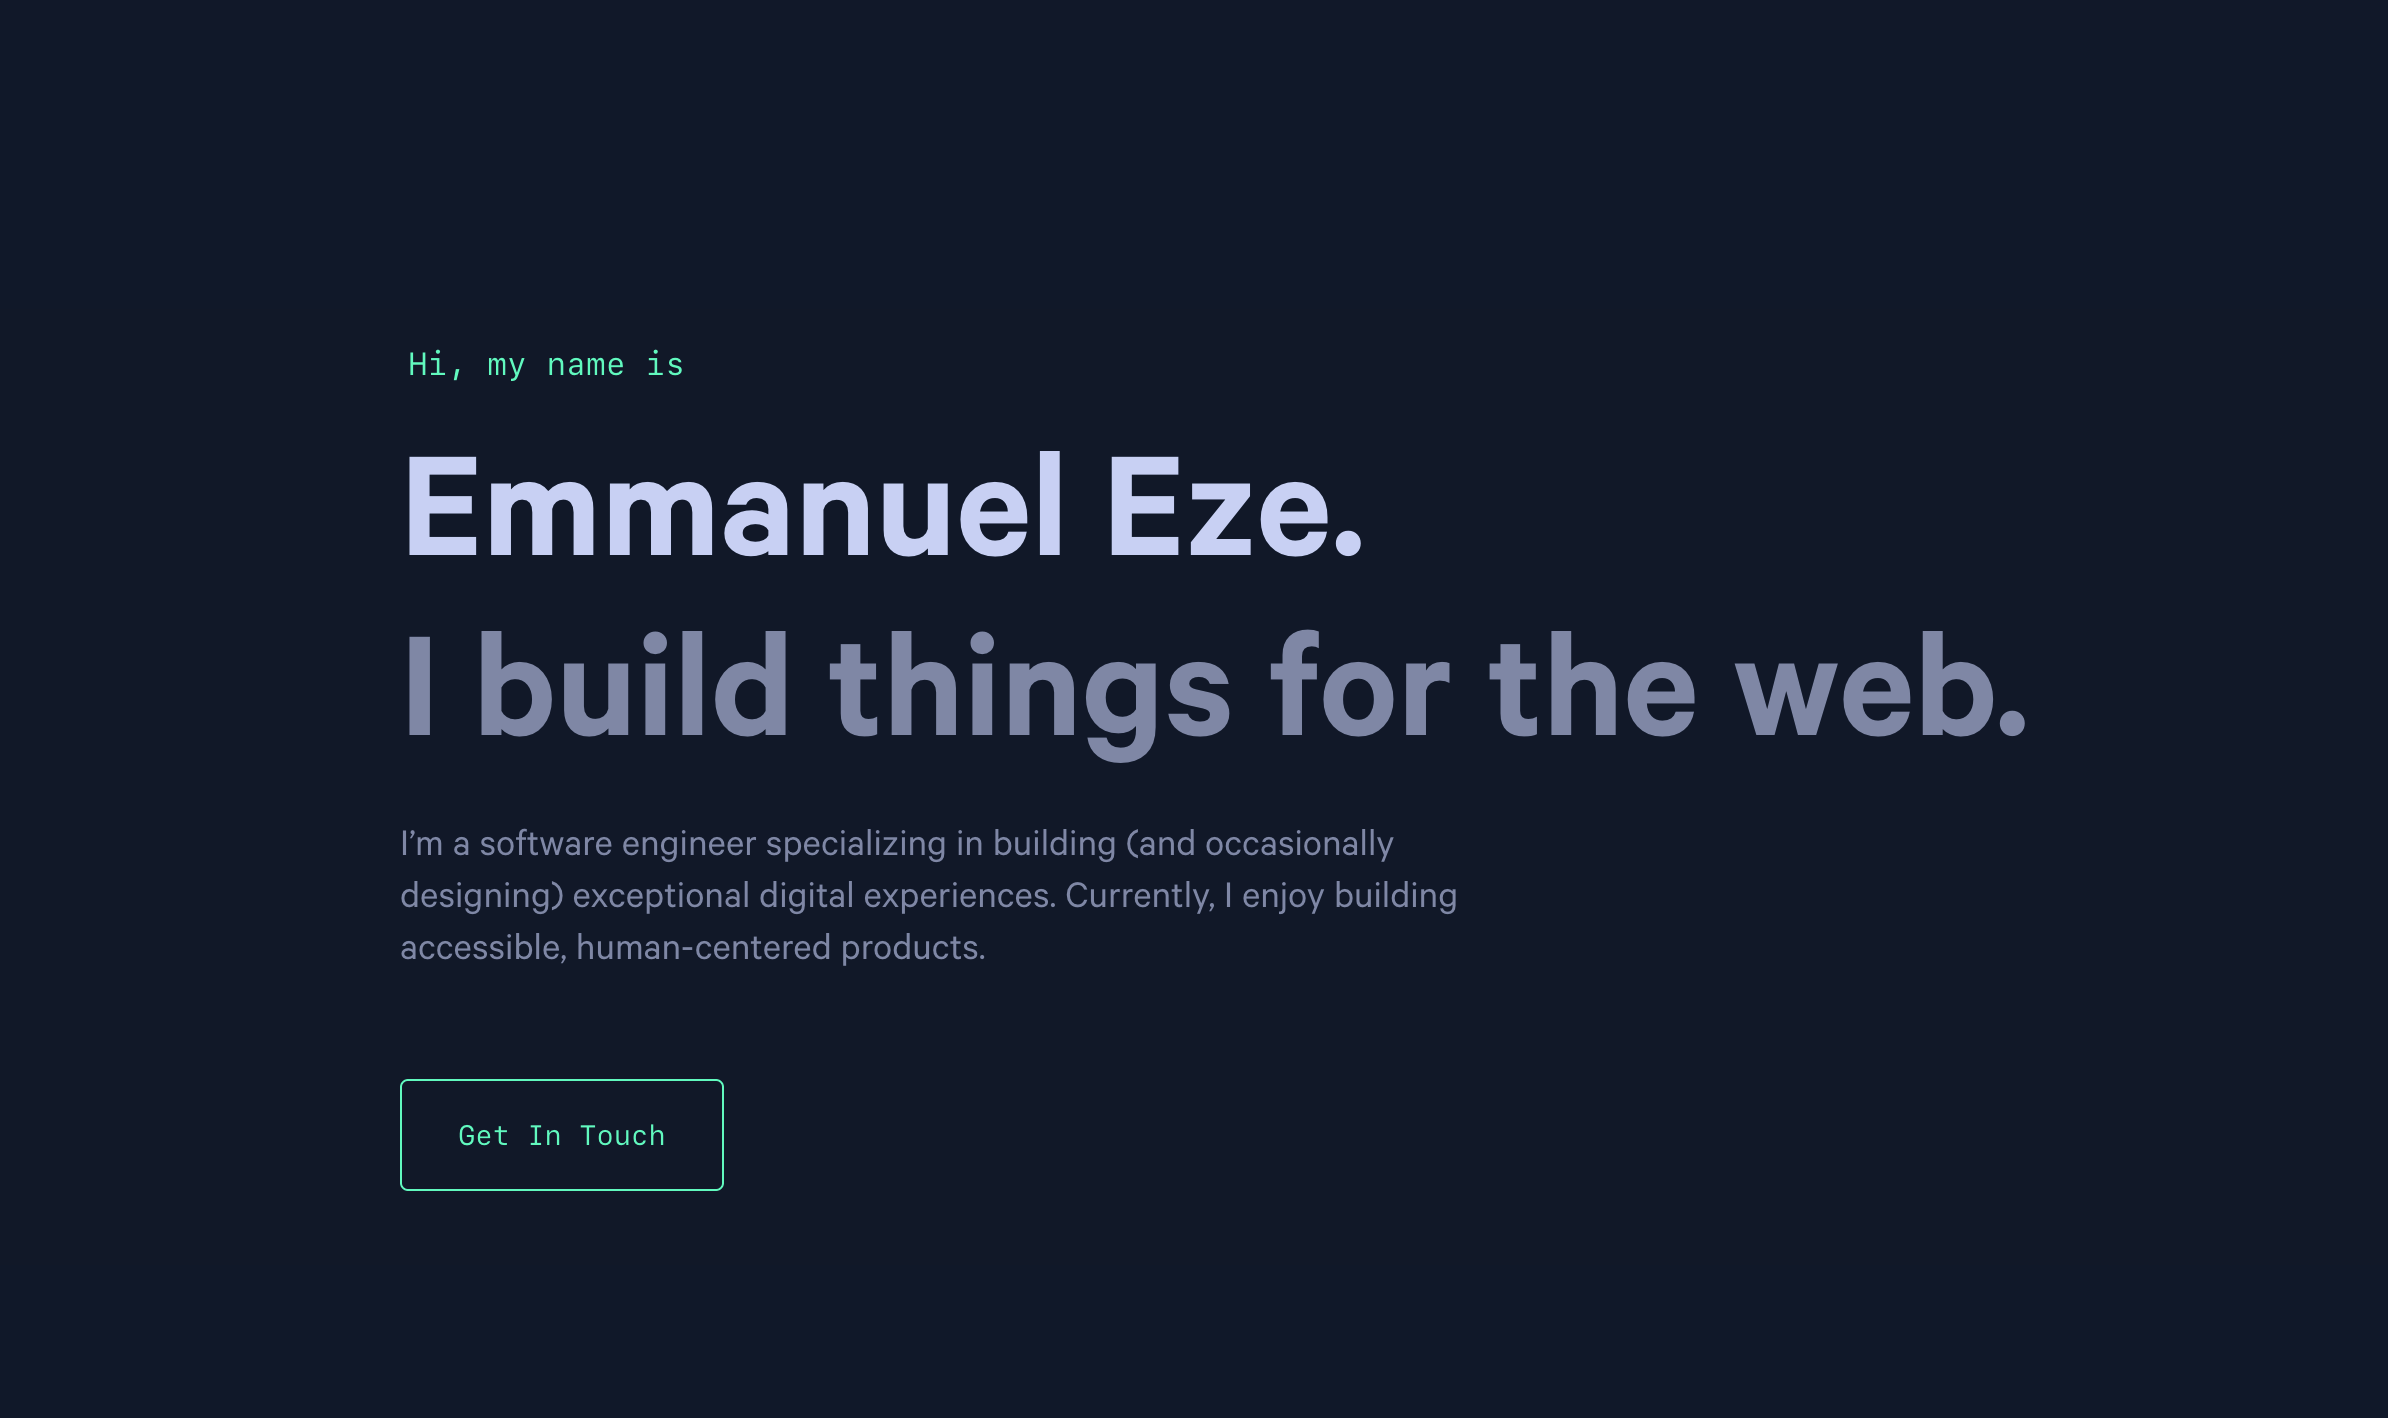 Hi, my name is
Emmanuel Eze.
I build things for the web.
I’m a software engineer specializing in building (and occasionally
designing) exceptional digital experiences. Currently, I enjoy building
accessible, human-centered products.
Get In Touch